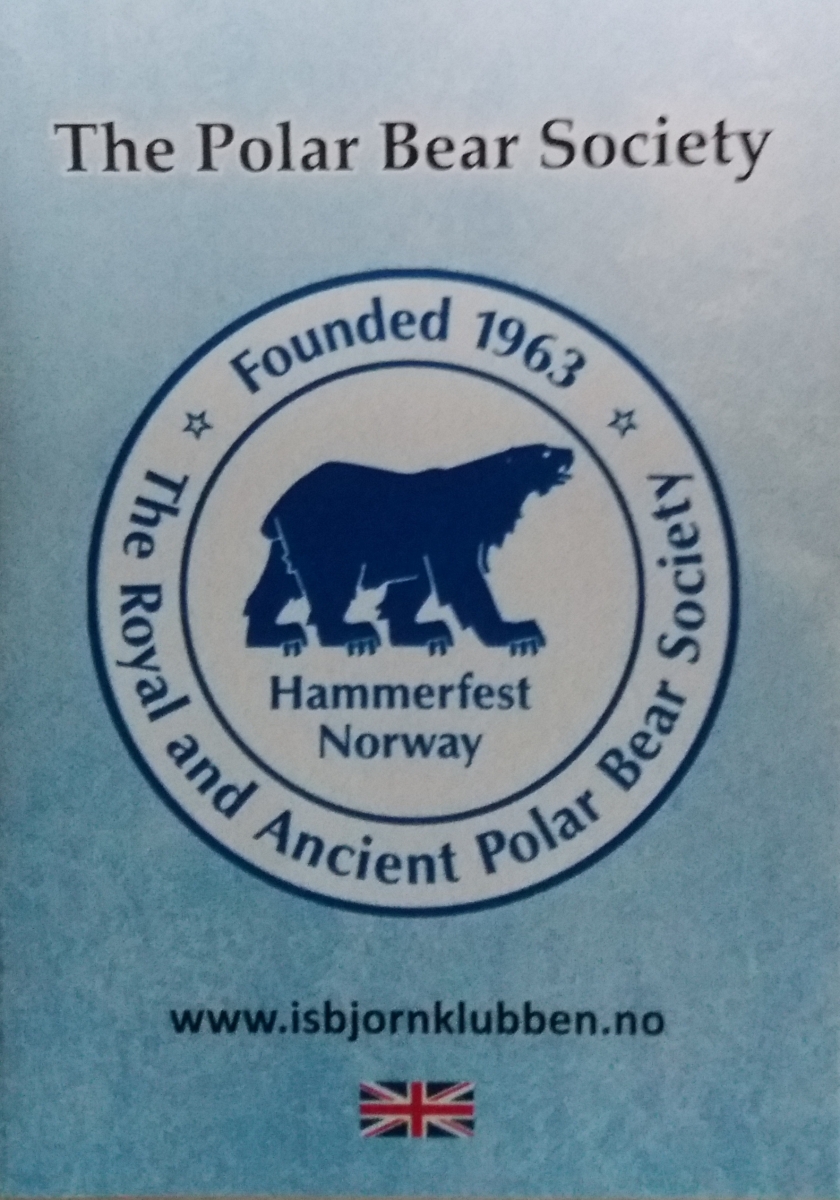 The Polar Bear Society
Founded 1963
The Royal and Ancient Polar Bear Society
Hammerfest
Norway
www.isbjornklubben.no